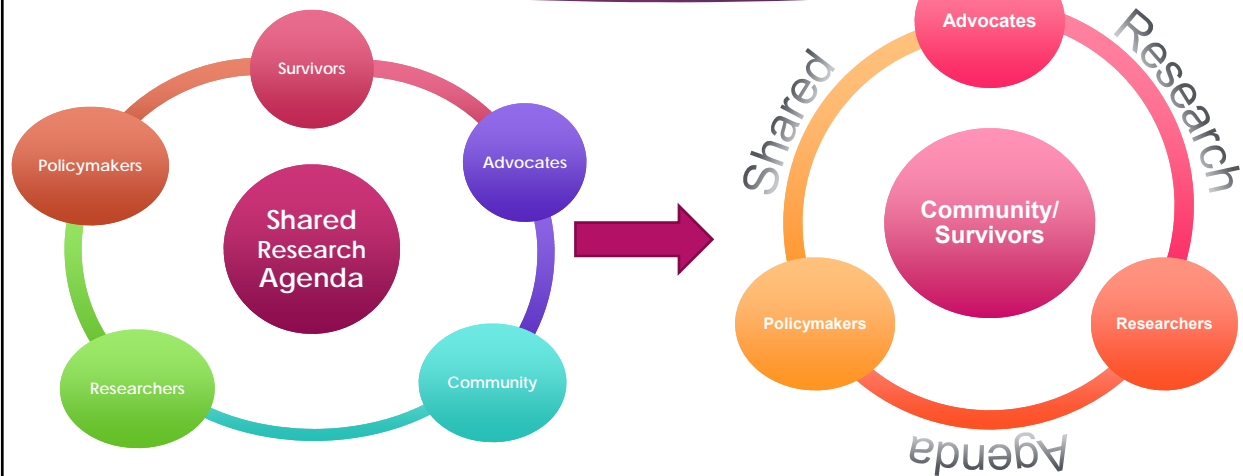 Survivors
Policymakers
Advocates
Shared
Research
Agenda
Researchers
Community
Advocates
Shared
Research
Community/
Survivors
Policymakers
Researchers
Agenda